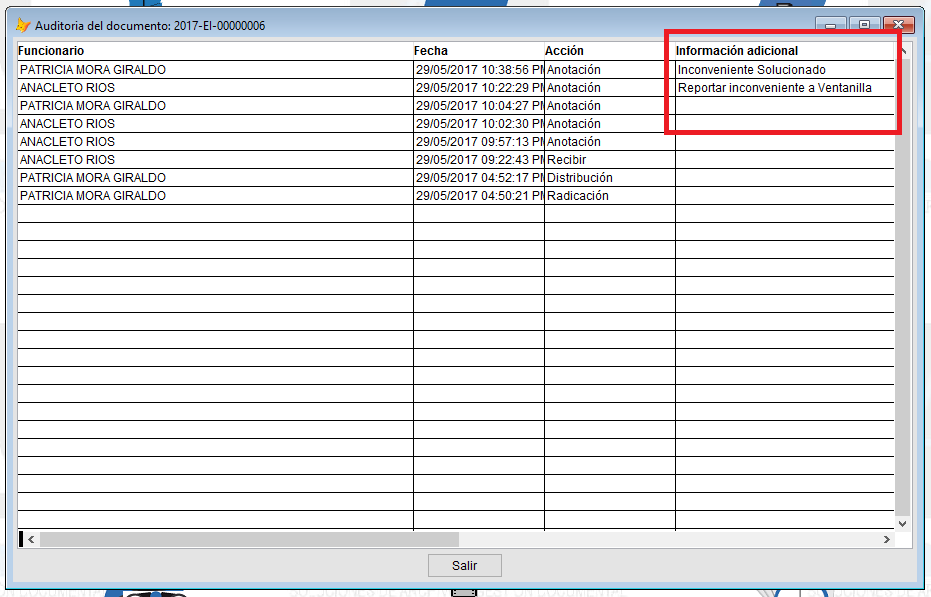 Auditoria del documento: 2017-EI-00000006
Funcionario Fecha Acción Información adicional
PATRICIA MORA GIRALDO 29/05/2017 10:38:56 PM Anotación Inconveniente Solucionado
ANACLETO RIOS 29/05/2017 10:22:29 PM Anotación Reportar inconveniente a Ventanilla
PATRICIA MORA GIRALDO 29/05/2017 10:04:27 PM Anotación
ANACLETO RIOS 29/05/2017 10:02:30 PM Anotación
ANACLETO RIOS 29/05/2017 09:57:13 PM Anotación
ANACLETO RIOS 29/05/2017 09:22:43 PM Recibir
PATRICIA MORA GIRALDO 29/05/2017 04:52:17 PM Distribución
PATRICIA MORA GIRALDO 29/05/2017 04:50:21 PM Radicación
Salir